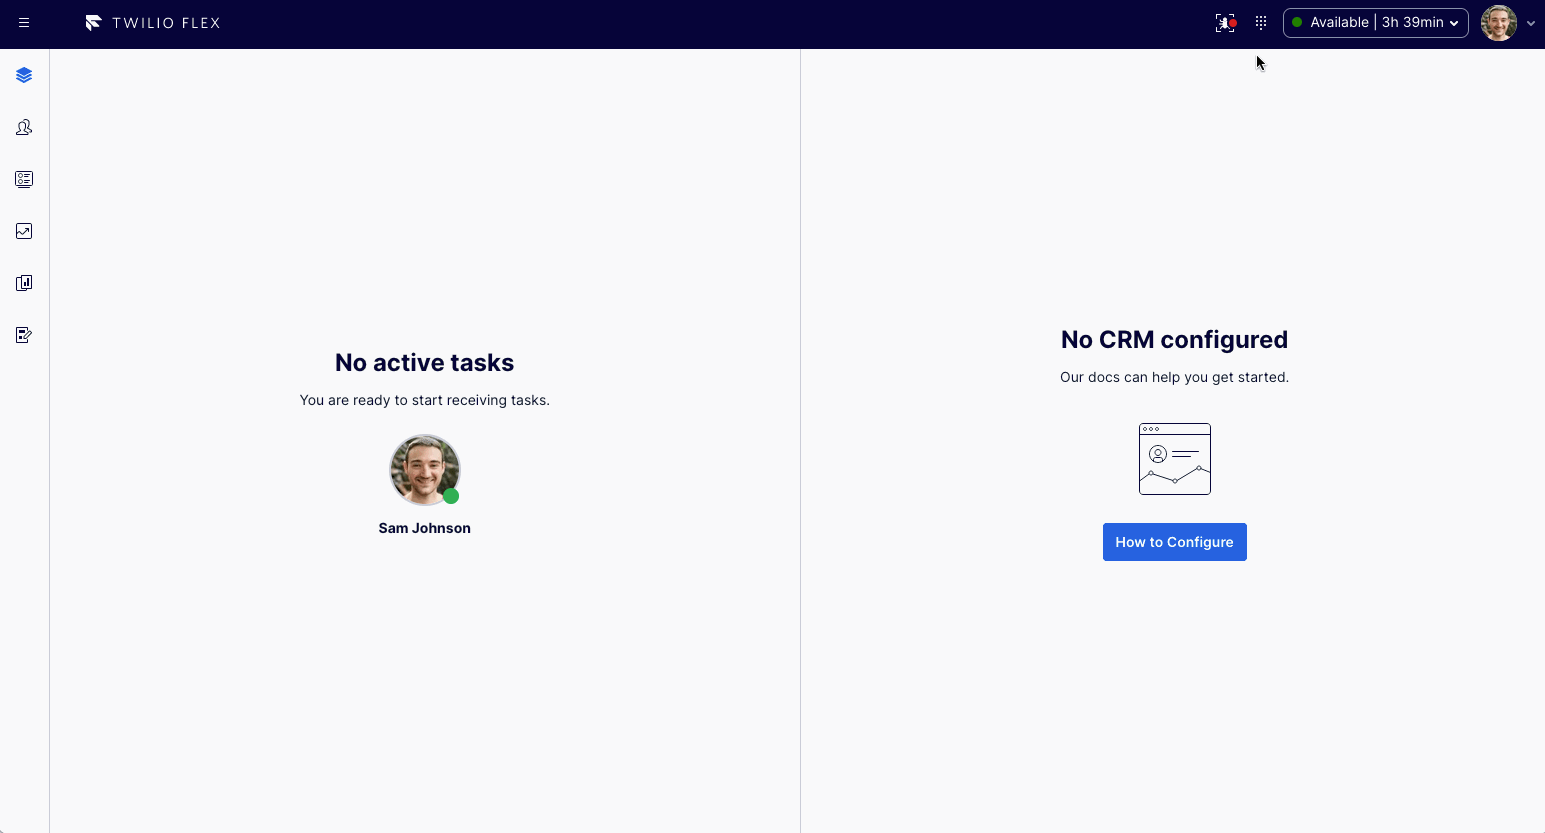 TWILIO FLEX
Available | 3h 39min
No active tasks
You are ready to start receiving tasks.
Sam Johnson
No CRM configured
Our docs can help you get started.
How to Configure